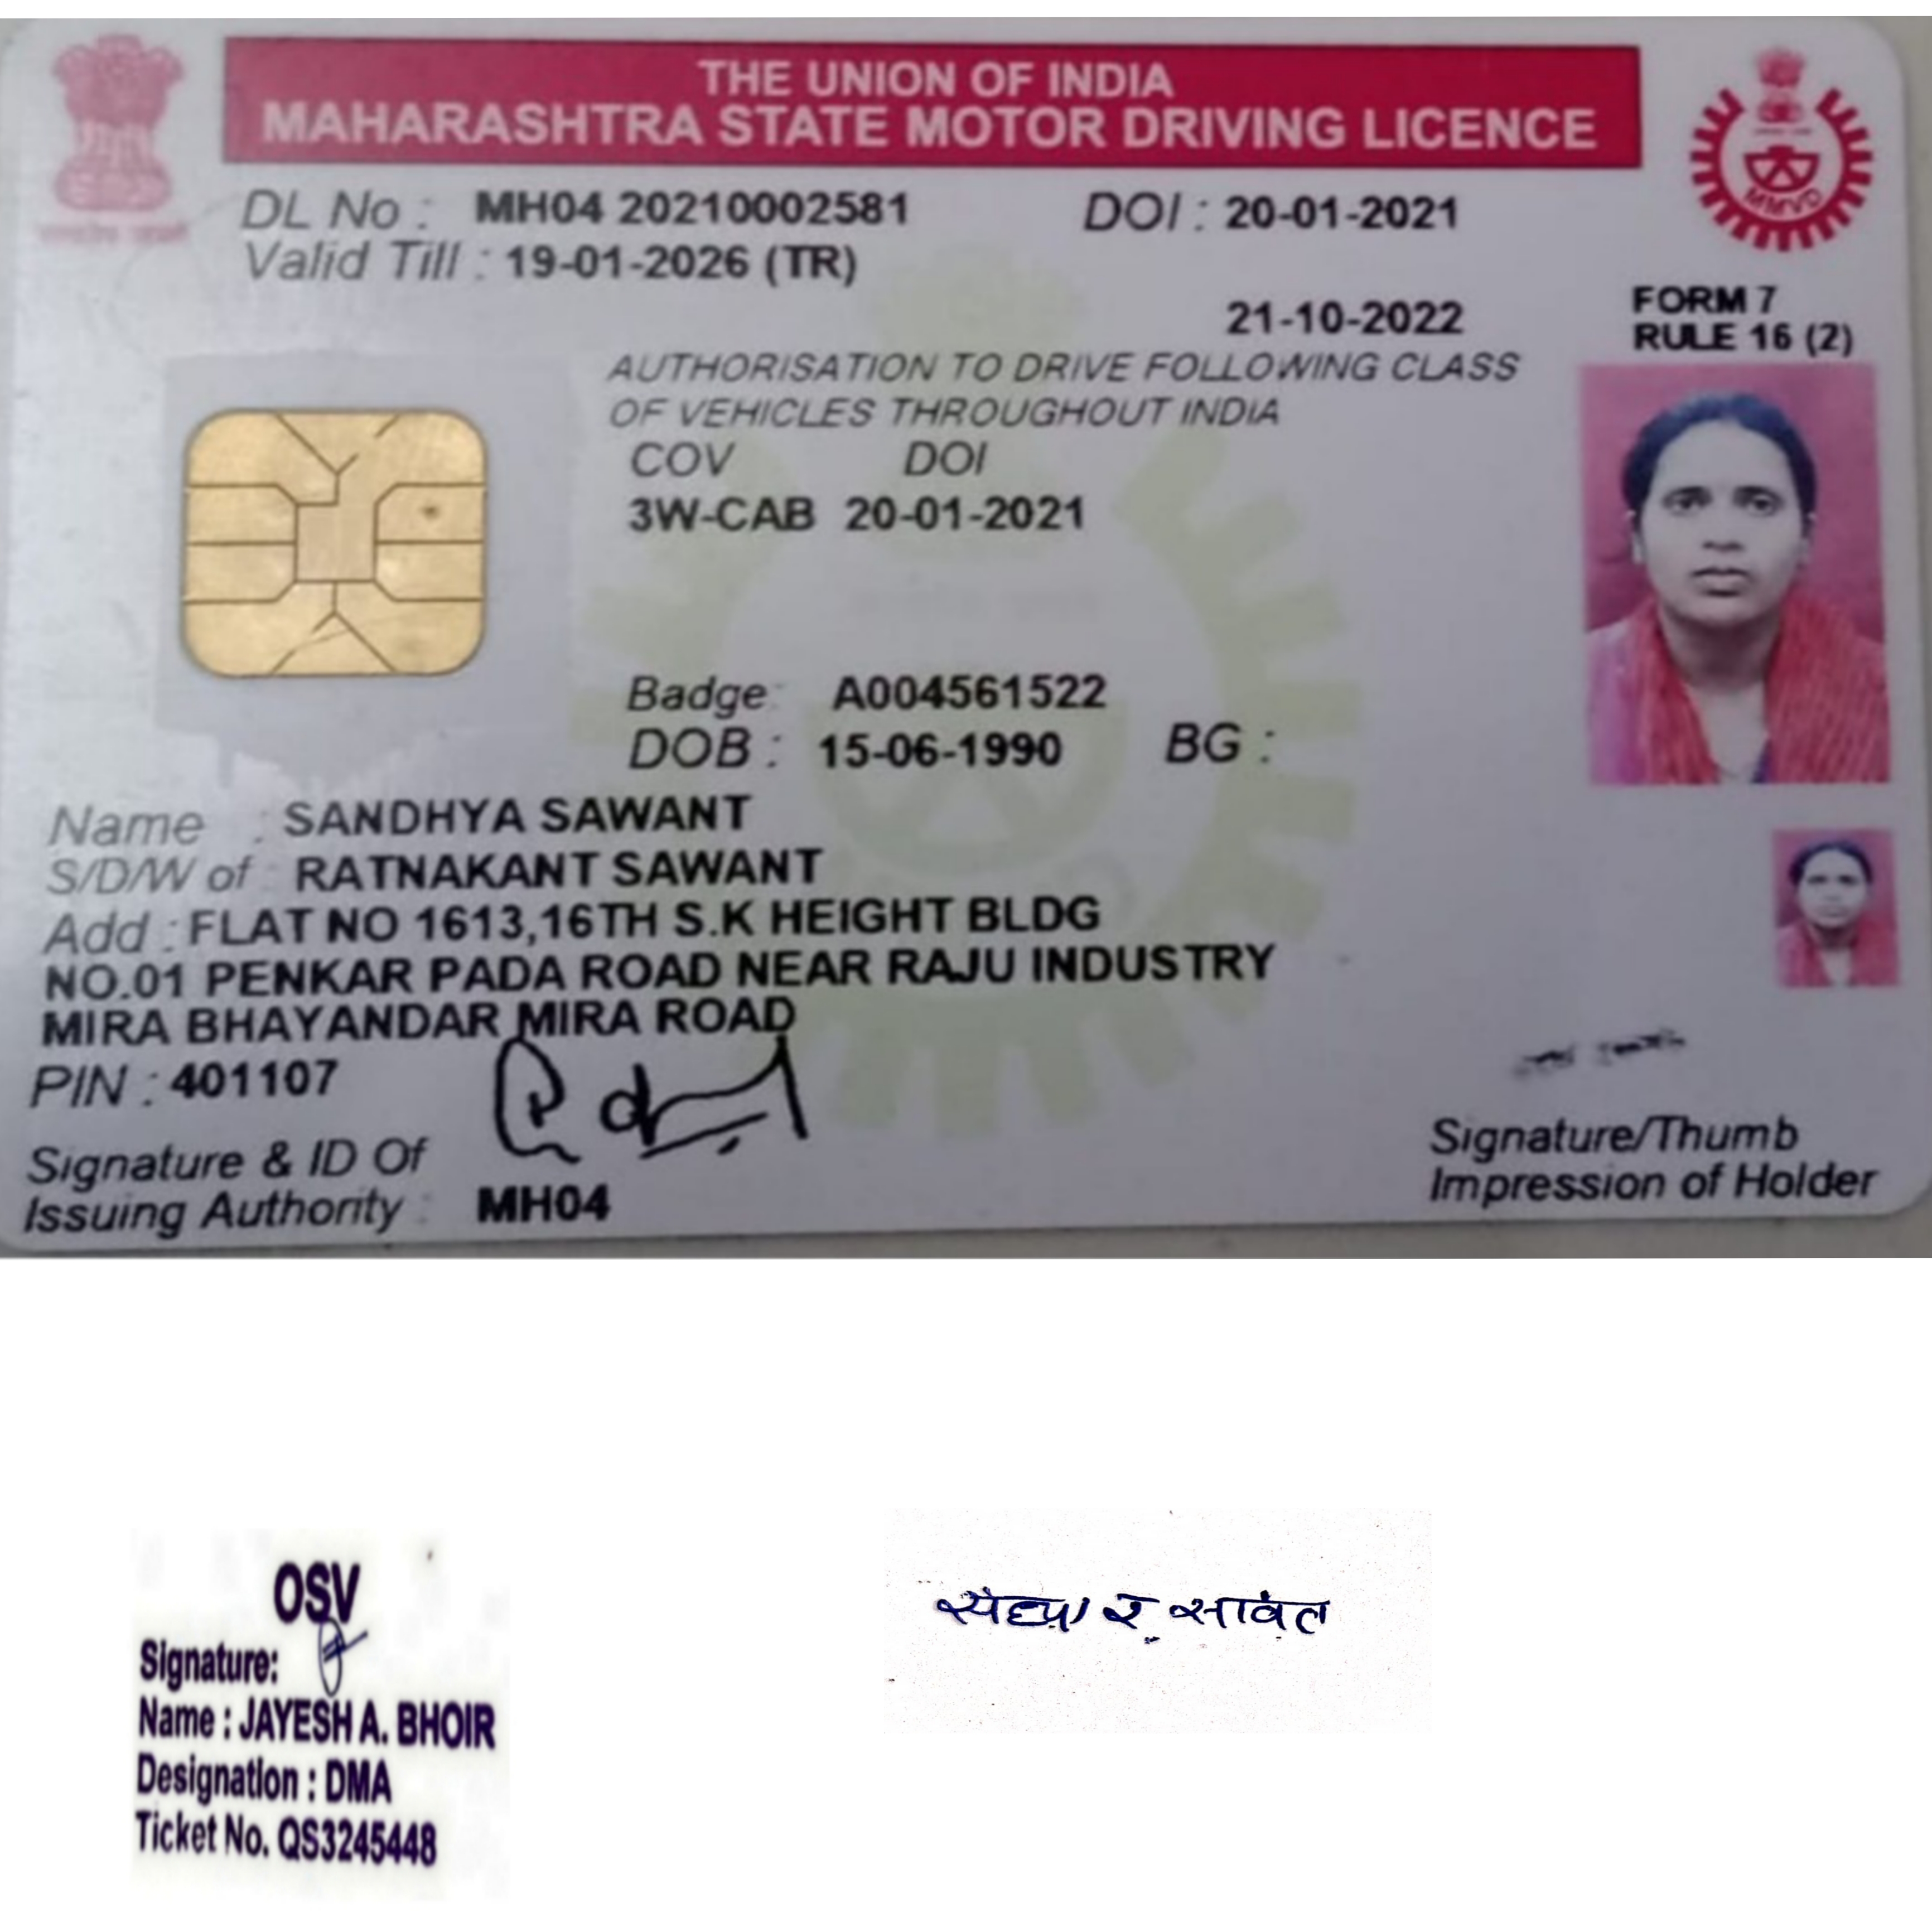 THE UNION OF INDIA
MAHARASHTRA STATE MOTOR DRIVING LICENCE
DL No : MH04 20210002581 DOI : 20-01-2021
Valid Till : 19-01-2026 (TR)
21-10-2022
FORM 7
RULE 16 (2)
AUTHORISATION TO DRIVE FOLLOWING CLASS
OF VEHICLES THROUGHOUT INDIA
COV DOI
3W-CAB 20-01-2021
MMVD
Badge: A004561522
DOB : 15-06-1990 BG :
Name : SANDHYA SAWANT
S/D/W of : RATNAKANT SAWANT
Add : FLAT NO 1613,16TH S.K HEIGHT BLDG
NO.01 PENKAR PADA ROAD NEAR RAJU INDUSTRY
MIRA BHAYANDAR MIRA ROAD
PIN : 401107
Signature & ID Of
Issuing Authority : MH04
Signature/Thumb
Impression of Holder
OSV
Signature:
Name : JAYESH A. BHOIR
Designation : DMA
Ticket No. QS3245448
संध्या र. सावंत